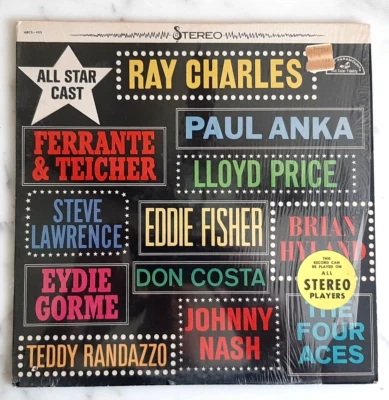 STEREO
ALL STAR
CAST
RAY CHARLES
FERRANTE
& TEICHER
PAUL ANKA
LLOYD PRICE
STEVE
LAWRENCE
EDDIE FISHER
BRIAN
HYLAND
EYDIE
GORME
DON COSTA
THIS
RECORD CAN
BE PLAYED ON
ALL
STEREO
PLAYERS
JOHNNY
NASH
THE
FOUR
ACES
TEDDY RANDAZZO